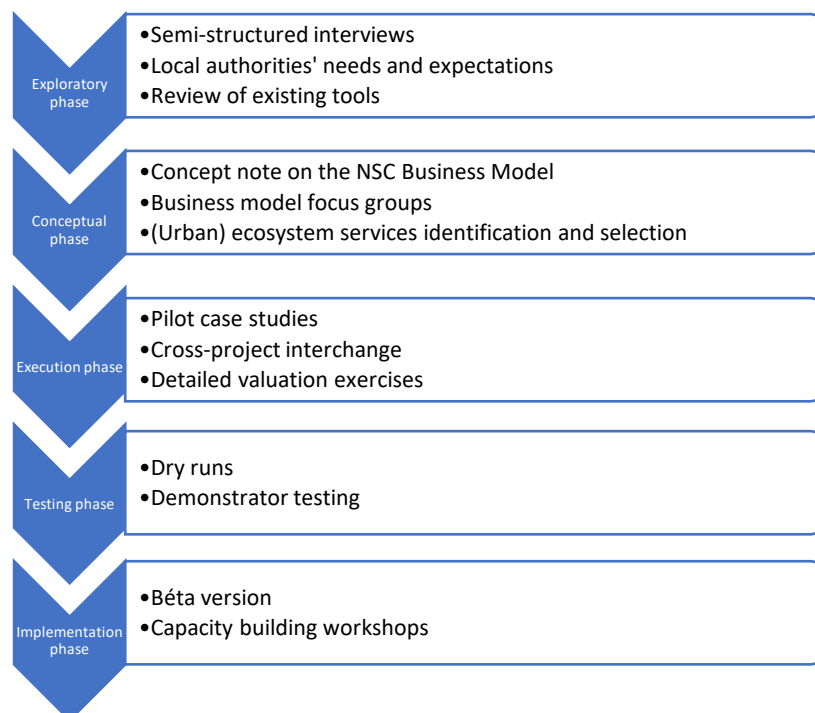 Exploratory
phase
•Semi-structured interviews
•Local authorities' needs and expectations
•Review of existing tools
Conceptual
phase
•Concept note on the NSC Business Model
•Business model focus groups
•(Urban) ecosystem services identification and selection
Execution phase
•Pilot case studies
•Cross-project interchange
•Detailed valuation exercises
Testing phase
•Dry runs
•Demonstrator testing
Implementation
phase
•Béta version
•Capacity building workshops